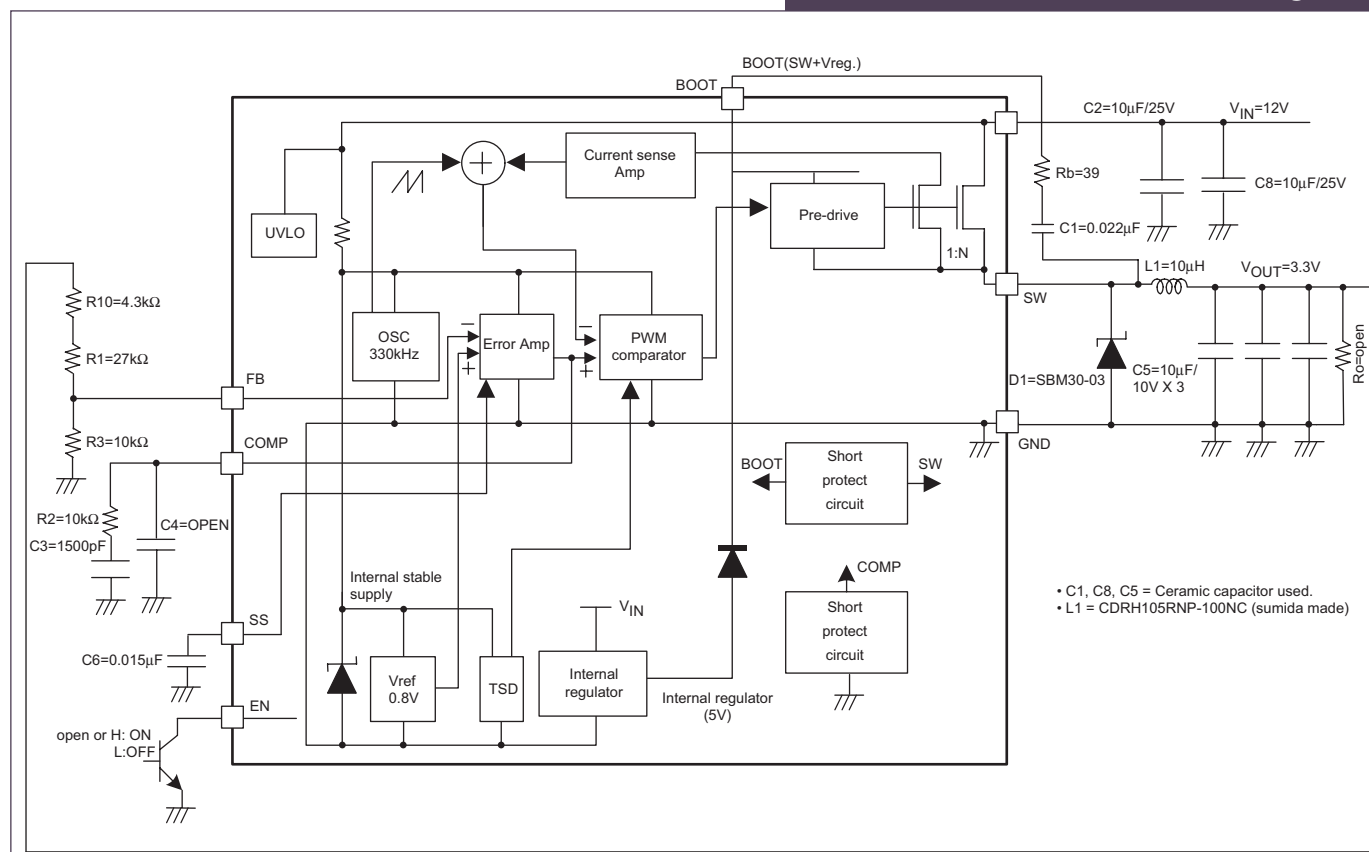 BOOT(SW+Vreg.)
BOOT
C2=10μF/25V
VIN=12V
Current sense
Amp
Rb=39
C8=10μF/25V
Pre-drive
UVLO
C1=0.022μF
1:N
L1=10μH
VOUT=3.3V
SW
R10=4.3kΩ
OSC
330kHz
−
+
Error Amp
−
+
PWM
comparator
R1=27kΩ
FB
D1=SBM30-03
C5=10μF/
10V X 3
Ro=open
R3=10kΩ
COMP
GND
BOOT
Short
protect
circuit
SW
R2=10kΩ
C4=OPEN
C3=1500pF
Internal stable
supply
VIN
COMP
• C1, C8, C5 = Ceramic capacitor used.
• L1 = CDRH105RNP-100NC (sumida made)
SS
Short
protect
circuit
C6=0.015μF
Vref
0.8V
TSD
Internal
regulator
Internal regulator
(5V)
EN
open or H: ON
L:OFF